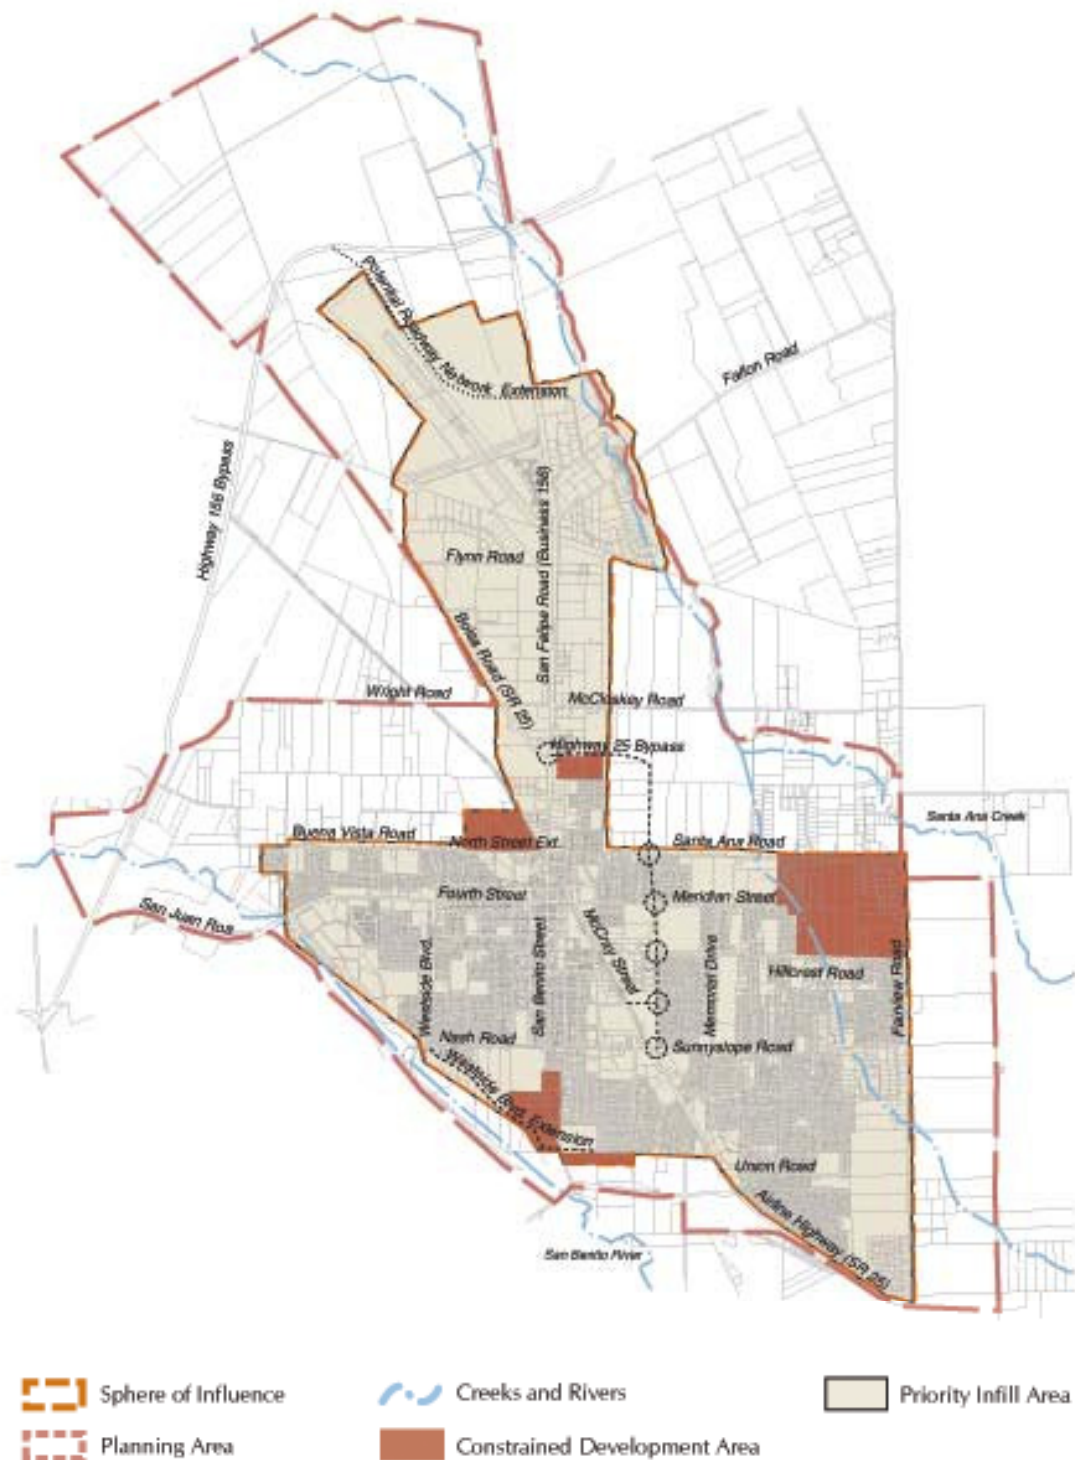 Potential Roadway Network Extension
Fallon Road
Highway 156 Bypass
San Felipe Road (Business 156)
Flynn Road
Bolsa Road (SR 25)
Wright Road
McCloskey Road
Highway 25 Bypass
Santa Ana Creek
Buena Vista Road
North Street Ext.
Santa Ana Road
Fourth Street
Meridian Street
San Juan Roa
McCray Street
Westside Blvd.
San Benito Street
Memorial Drive
Hillcrest Road
Fairview Road
Nash Road
Sunnyslope Road
Westside Blvd. Extension
Union Road
Airline Highway (SR 25)
San Benito River
Sphere of Influence
Creeks and Rivers
Priority Infill Area
Planning Area
Constrained Development Area